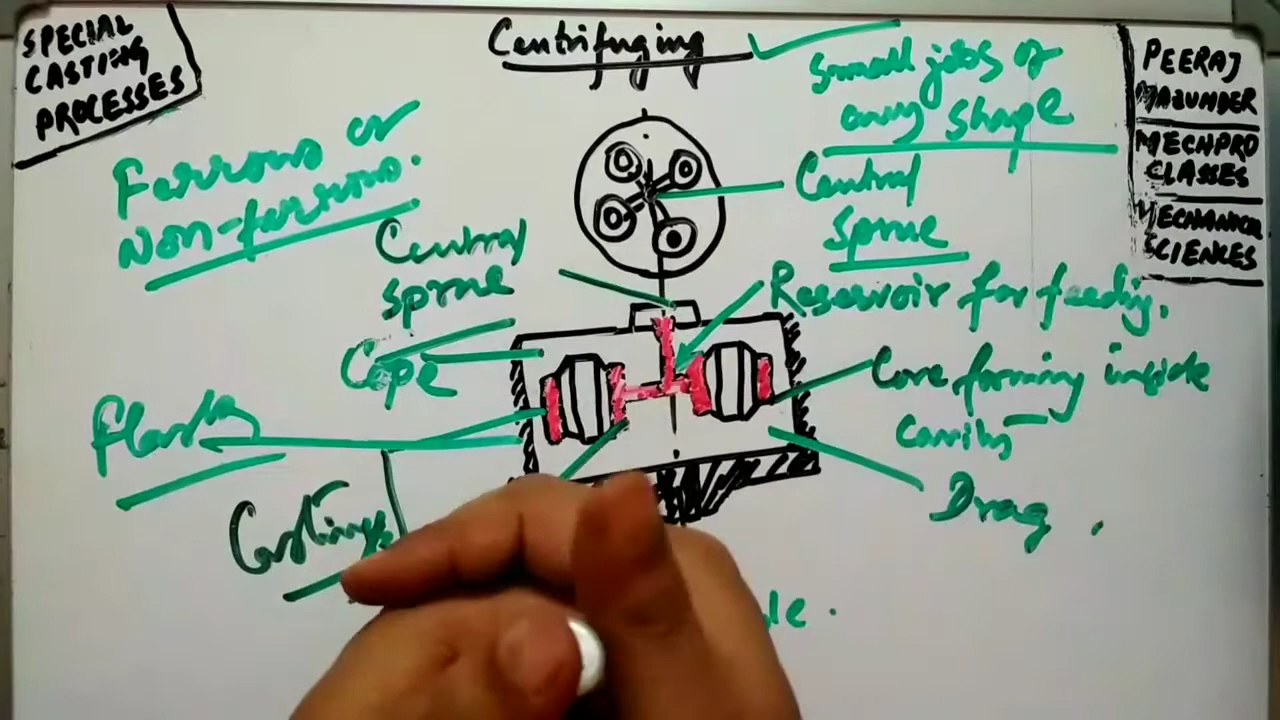 SPECIAL
CASTING
PROCESSES
Centrifuging
Small jobs of
any shape
PEERAJ
MAZUMDER
MECHPRO
CLASSES
MECHANICAL
SCIENCES
Ferrous or
Non-ferrous.
Central
Sprue
Central
sprue
Reservoir for feeding.
Cope
Core forming inside
cavity
Flask
Castings
Drag.